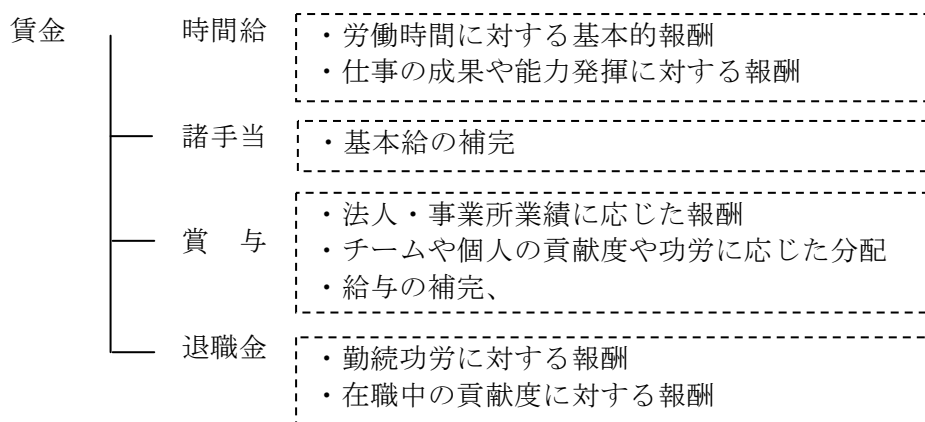 賃金 時間給 ・労働時間に対する基本的報酬
・仕事の成果や能力発揮に対する報酬
諸手当 ・基本給の補完
・法人・事業所業績に応じた報酬
賞　与 ・チームや個人の貢献度や功労に応じた分配
・給与の補完、
退職金 ・勤続功労に対する報酬
・在職中の貢献度に対する報酬